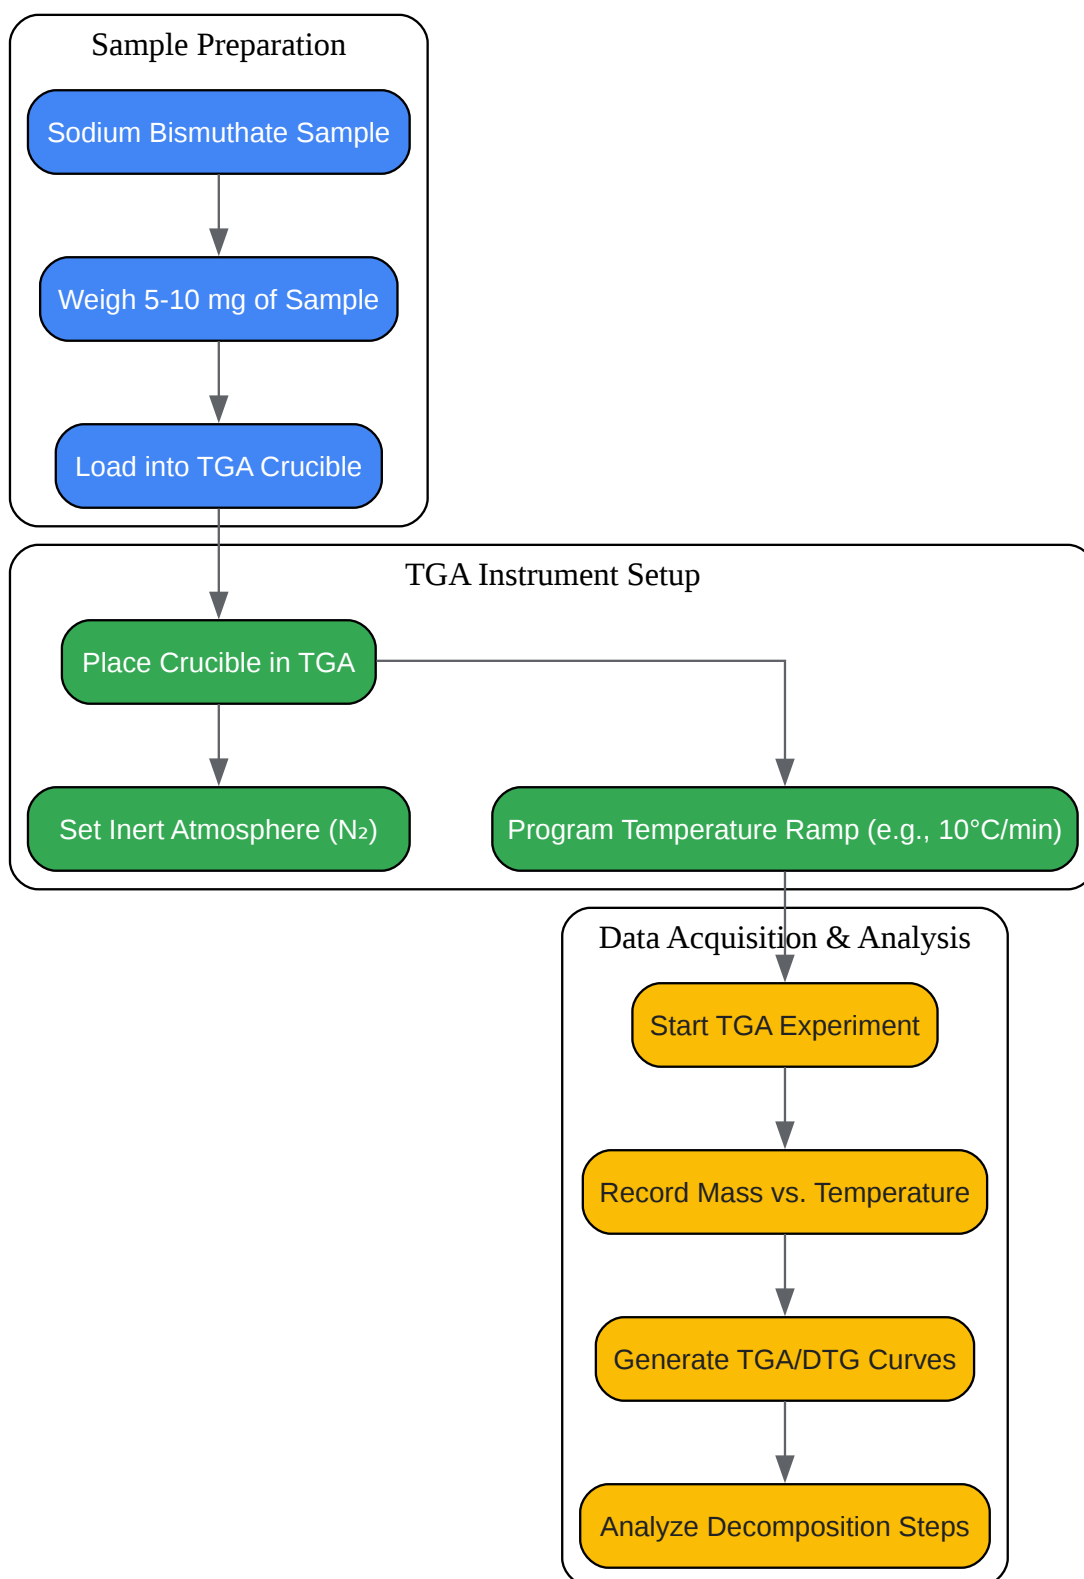 Sample Preparation
Sodium Bismuthate Sample
Weigh 5-10 mg of Sample
Load into TGA Crucible
TGA Instrument Setup
Place Crucible in TGA
Set Inert Atmosphere (N₂)
Program Temperature Ramp (e.g., 10°C/min)
Data Acquisition & Analysis
Start TGA Experiment
Record Mass vs. Temperature
Generate TGA/DTG Curves
Analyze Decomposition Steps